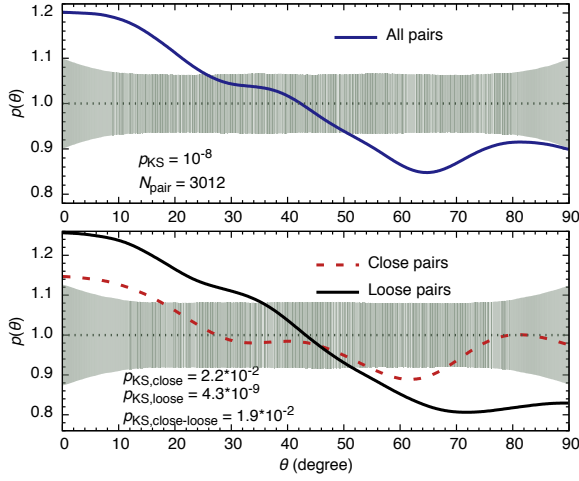 1.2
1.1
1.0
0.9
0.8
p(θ)
All pairs
pKS = 10-8
Npair = 3012
0 10 20 30 40 50 60 70 80 90
1.2
1.1
1.0
0.9
0.8
p(θ)
Close pairs
Loose pairs
pKS,close = 2.2*10-2
pKS,loose = 4.3*10-9
pKS,close-loose = 1.9*10-2
0 10 20 30 40 50 60 70 80 90
θ (degree)